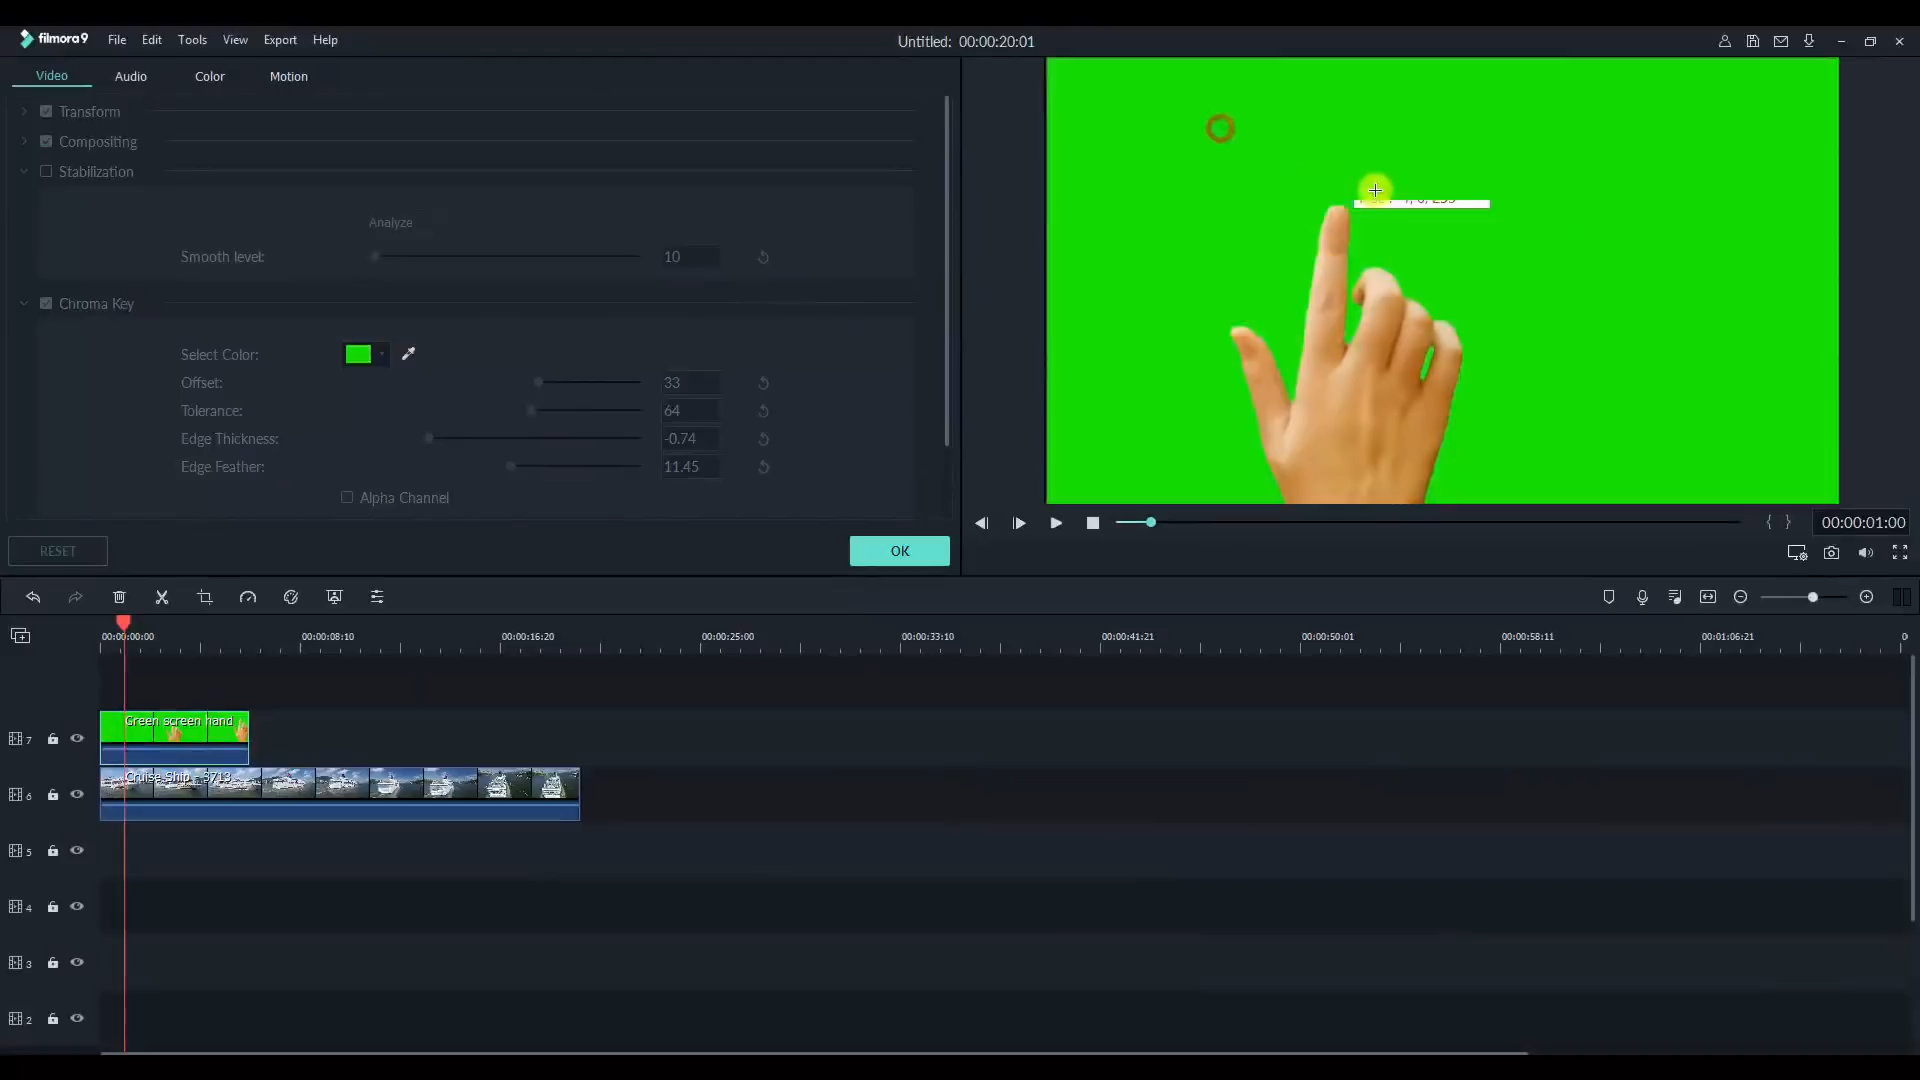 filmora9 File Edit Tools View Export Help
Untitled: 00:00:20:01
Video Audio Color Motion
Transform
Compositing
Stabilization
Analyze
Smooth level: 10
Chroma Key
Select Color:
Offset: 33
Tolerance: 64
Edge Thickness: -0.74
Edge Feather: 11.45
Alpha Channel
RESET OK
{ } 00:00:01:00
00:00:00:00 00:00:08:10 00:00:16:20 00:00:25:00 00:00:33:10 00:00:41:21 00:00:50:01 00:00:58:11 00:01:06:21
Green screen hand
7
Cruise Ship - 3713
6
5
4
3
2